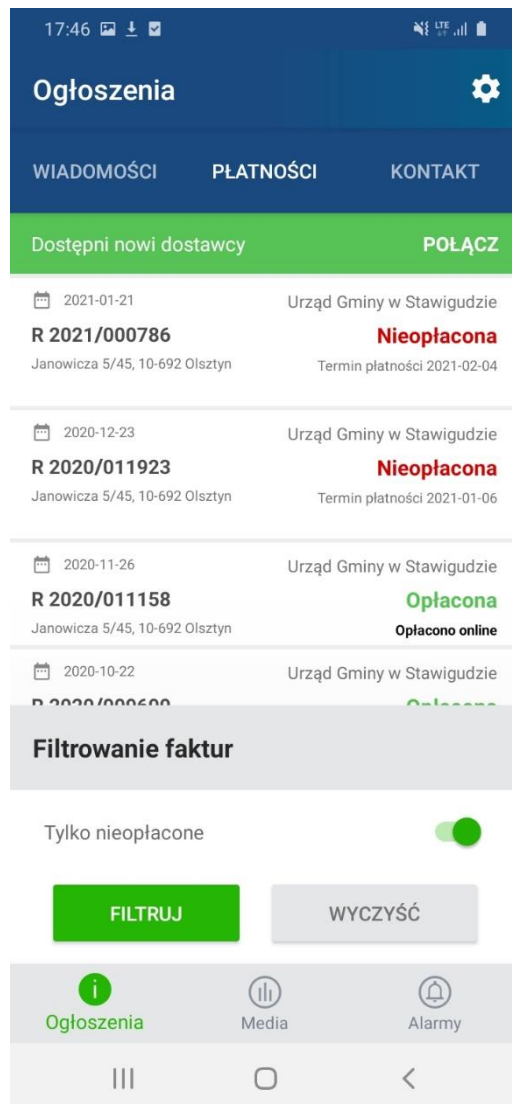 17:46 LTE
Ogłoszenia
WIADOMOŚCI PŁATNOŚCI KONTAKT
Dostępni nowi dostawcy POŁĄCZ
2021-01-21 Urząd Gminy w Stawigudzie
R 2021/000786 Nieopłacona
Janowicza 5/45, 10-692 Olsztyn Termin płatności 2021-02-04
2020-12-23 Urząd Gminy w Stawigudzie
R 2020/011923 Nieopłacona
Janowicza 5/45, 10-692 Olsztyn Termin płatności 2021-01-06
2020-11-26 Urząd Gminy w Stawigudzie
R 2020/011158 Opłacona
Janowicza 5/45, 10-692 Olsztyn Opłacono online
2020-10-22 Urząd Gminy w Stawigudzie
Filtrowanie faktur
Tylko nieopłacone
FILTRUJ WYCZYŚĆ
Ogłoszenia Media Alarmy